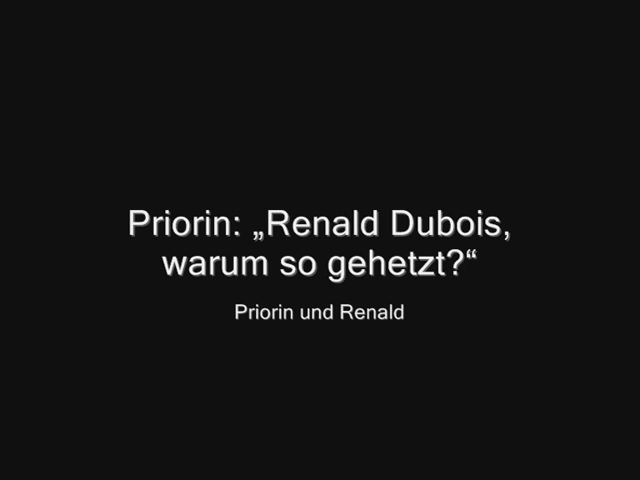 Priorin: „Renald Dubois,
warum so gehetzt?“
Priorin und Renald